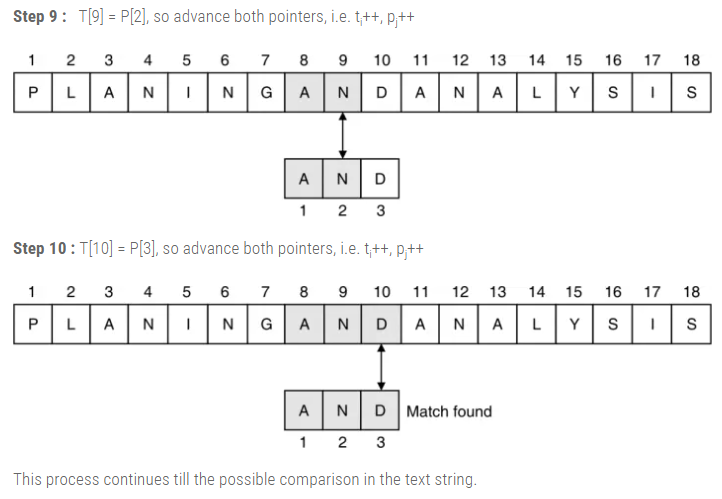 Step 9 : T[9] = P[2], so advance both pointers, i.e. tᵢ++, pⱼ++
1 2 3 4 5 6 7 8 9 10 11 12 13 14 15 16 17 18
P L A N I N G A N D A N A L Y S I S
A N D
1 2 3
Step 10 : T[10] = P[3], so advance both pointers, i.e. tᵢ++, pⱼ++
1 2 3 4 5 6 7 8 9 10 11 12 13 14 15 16 17 18
P L A N I N G A N D A N A L Y S I S
A N D Match found
1 2 3
This process continues till the possible comparison in the text string.